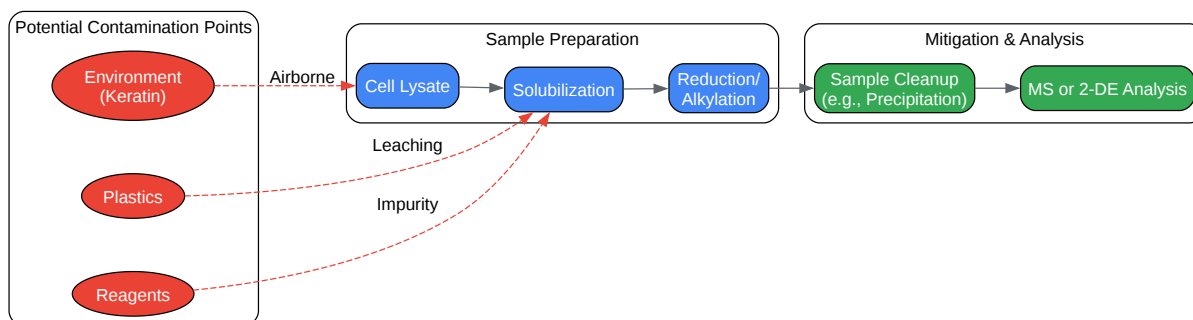 Potential Contamination Points
Environment
(Keratin)
Plastics
Reagents
Airborne
Leaching
Impurity
Sample Preparation
Cell Lysate
Solubilization
Reduction/
Alkylation
Mitigation & Analysis
Sample Cleanup
(e.g., Precipitation)
MS or 2-DE Analysis